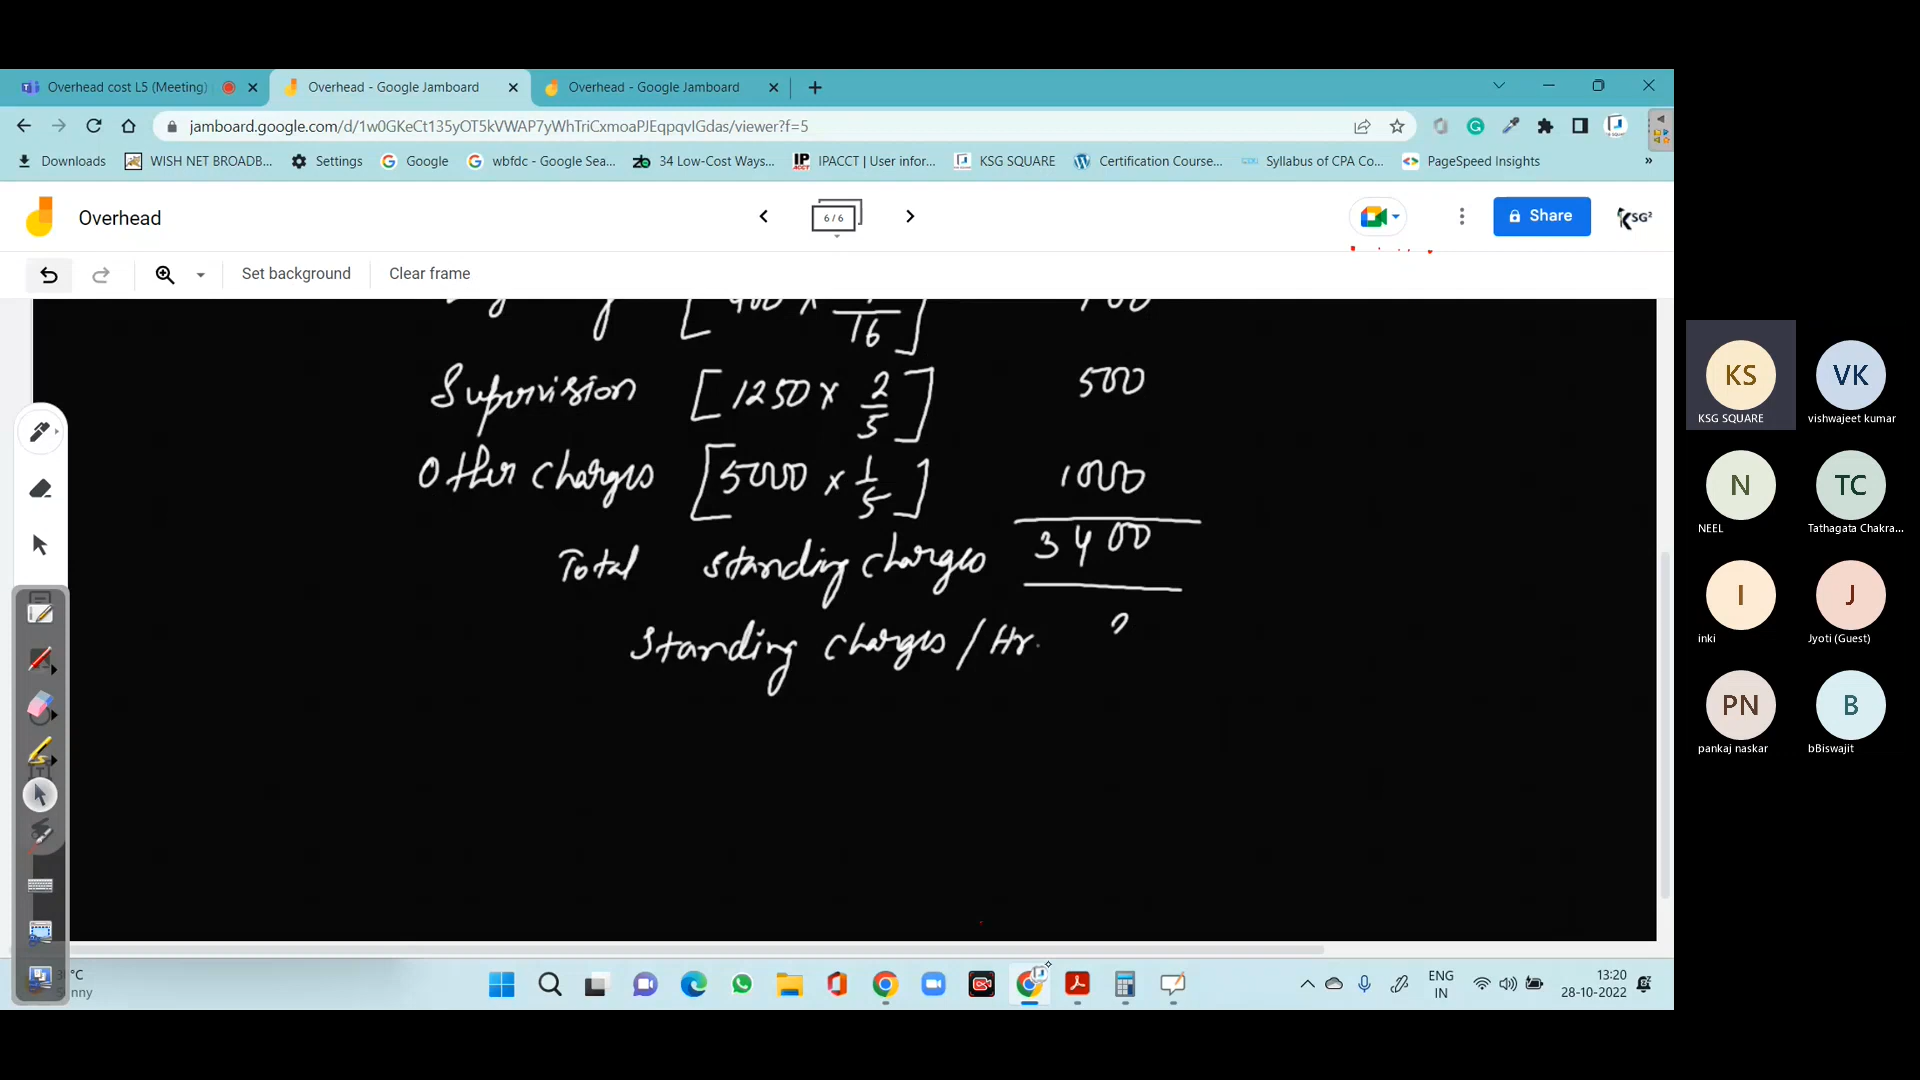 Overhead cost L5 (Meeting)
Overhead - Google Jamboard
Overhead - Google Jamboard
jamboard.google.com/d/1w0GKeCt135yOT5kVWAP7yWhTriCxmoaPJEqpqvIGdas/viewer?f=5
Downloads
WISH NET BROADB...
Settings
Google
wbfdc - Google Sea...
34 Low-Cost Ways...
IPACCT | User infor...
KSG SQUARE
Certification Course...
Syllabus of CPA Co...
PageSpeed Insights
»
Overhead
6 / 6
Share
KSG²
Set background
Clear frame
16
Supervision [1250 × 2/5] 500
Other charges [5000 × 1/5] 1000
Total standing charges 3400
Standing charges / Hr.
KS
KSG SQUARE
VK
vishwajeet kumar
N
NEEL
TC
Tathagata Chakra...
I
inki
J
Jyoti (Guest)
PN
pankaj naskar
B
bBiswajit
°C
nny
ENG
IN
13:20
28-10-2022